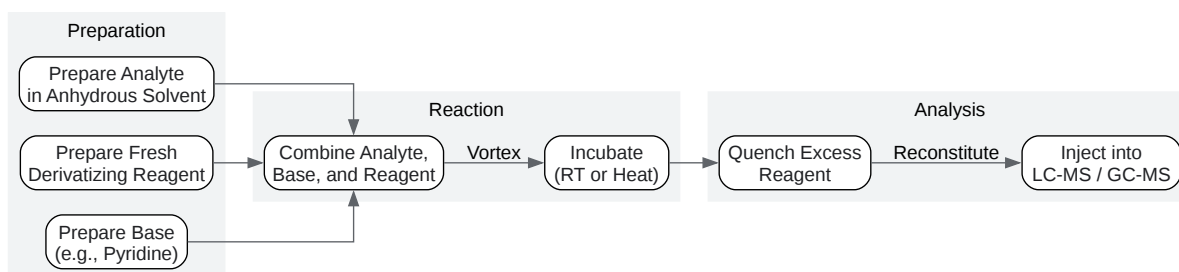 Preparation
Prepare Analyte
in Anhydrous Solvent
Prepare Fresh
Derivatizing Reagent
Prepare Base
(e.g., Pyridine)
Reaction
Combine Analyte,
Base, and Reagent
Vortex
Incubate
(RT or Heat)
Analysis
Quench Excess
Reagent
Reconstitute
Inject into
LC-MS / GC-MS